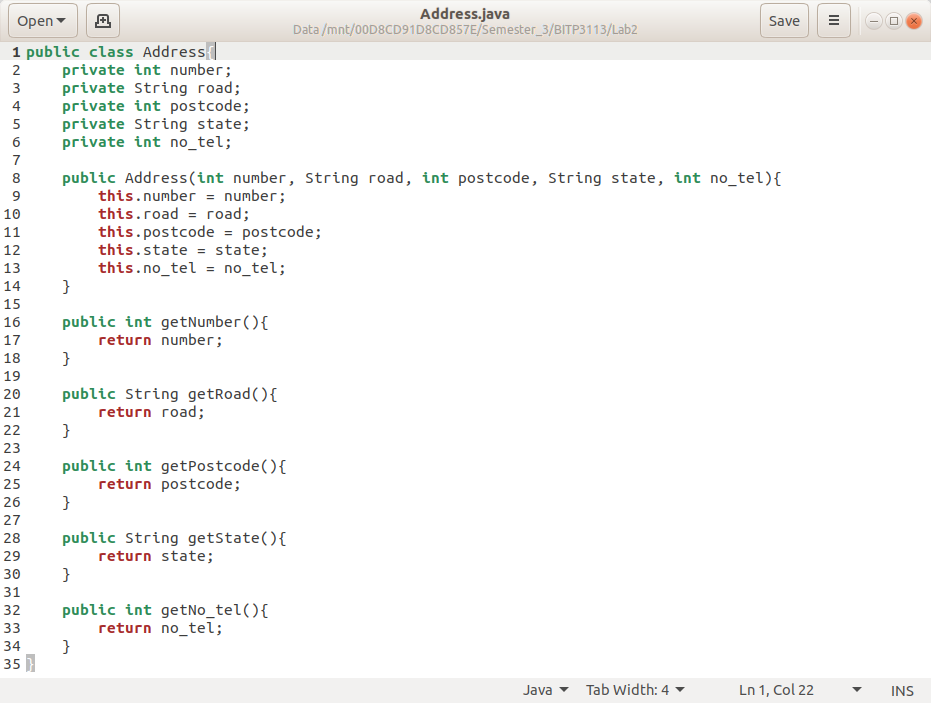 Open
Address.java
Data /mnt/00D8CD91D8CD857E/Semester_3/BITP3113/Lab2
Save
1 public class Address{
2     private int number;
3     private String road;
4     private int postcode;
5     private String state;
6     private int no_tel;
7
8     public Address(int number, String road, int postcode, String state, int no_tel){
9         this.number = number;
10         this.road = road;
11         this.postcode = postcode;
12         this.state = state;
13         this.no_tel = no_tel;
14     }
15
16     public int getNumber(){
17         return number;
18     }
19
20     public String getRoad(){
21         return road;
22     }
23
24     public int getPostcode(){
25         return postcode;
26     }
27
28     public String getState(){
29         return state;
30     }
31
32     public int getNo_tel(){
33         return no_tel;
34     }
35 }
Java Tab Width: 4 Ln 1, Col 22 INS